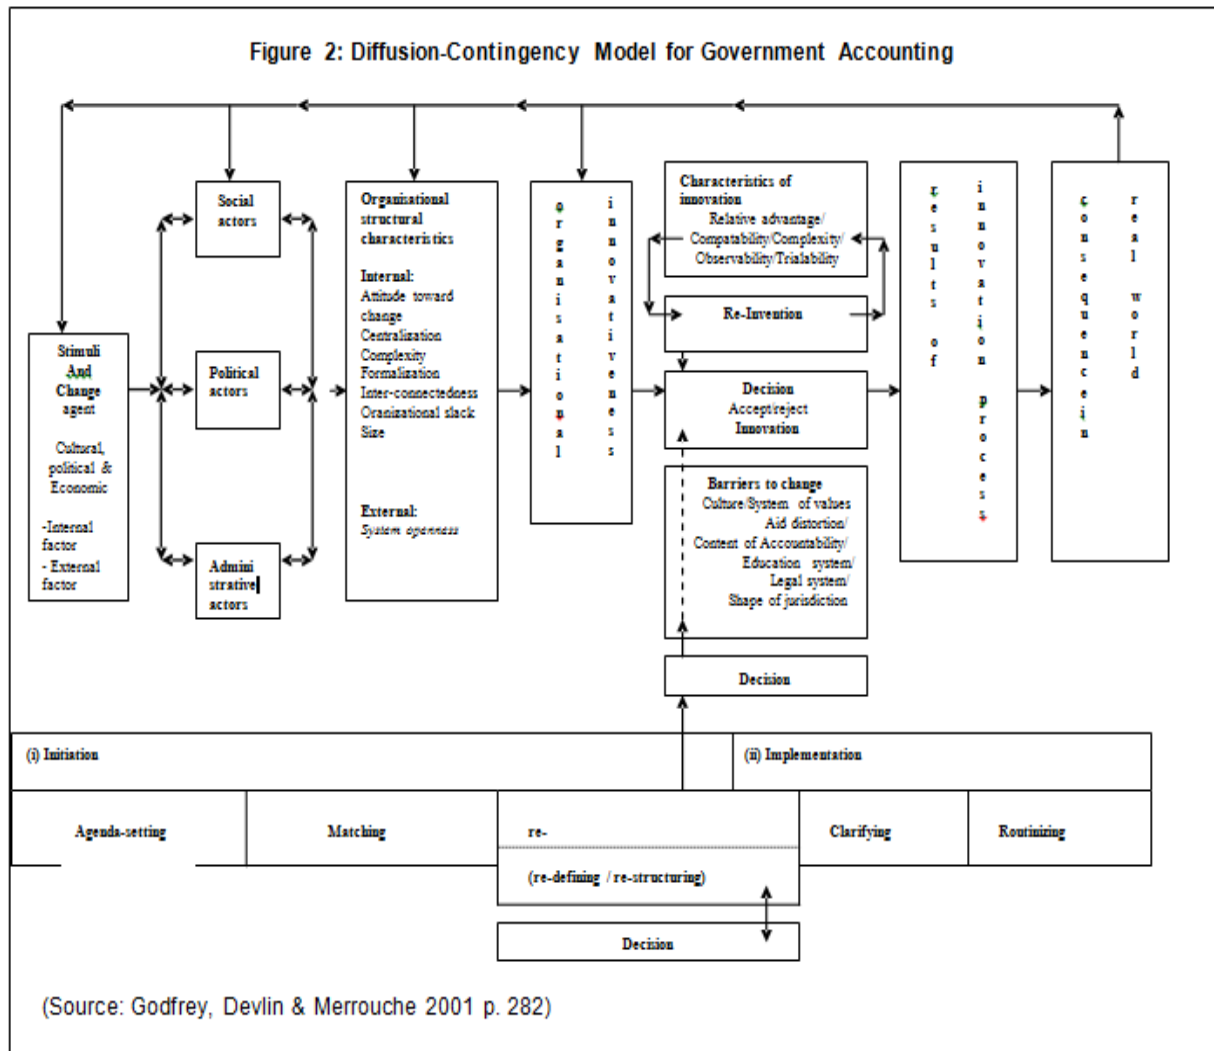 Figure 2: Diffusion-Contingency Model for Government Accounting
Stimuli
And
Change
agent
Cultural,
political &
Economic
-Internal
factor
- External
factor
Social
actors
Political
actors
Admini
strative
actors
Organisational
structural
characteristics
Internal:
Attitude toward
change
Centralization
Complexity
Formalization
Inter-connectedness
Oranizational slack
Size
External:
System openness
organisational
innovativeness
Characteristics of
innovation
Relative advantage/
Compatability/Complexity/
Observability/Trialability
Re-Invention
Decision
Accept/reject
Innovation
Barriers to change
Culture/System of values
Aid distortion/
Content of Accountability/
Education system/
Legal system/
Shape of jurisdiction
Decision
results of
innovation process
consequence in
real world
(i) Initiation
(ii) Implementation
Agenda-setting
Matching
re-
(re-defining / re-structuring)
Clarifying
Routinizing
Decision
(Source: Godfrey, Devlin & Merrouche 2001 p. 282)